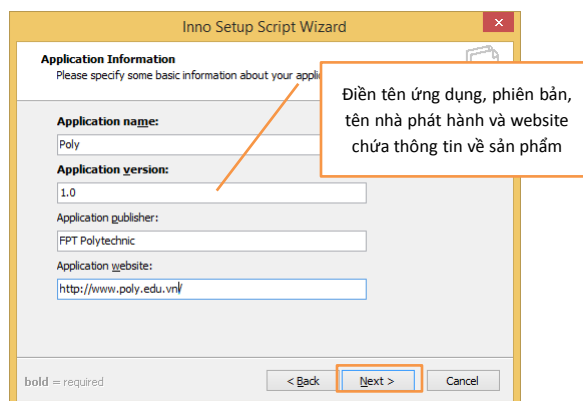 Inno Setup Script Wizard
Application Information
Please specify some basic information about your appli
Điền tên ứng dụng, phiên bản,
tên nhà phát hành và website
chứa thông tin về sản phẩm
Application name:
Poly
Application version:
1.0
Application publisher:
FPT Polytechnic
Application website:
http://www.poly.edu.vn/
bold = required
< Back
Next >
Cancel